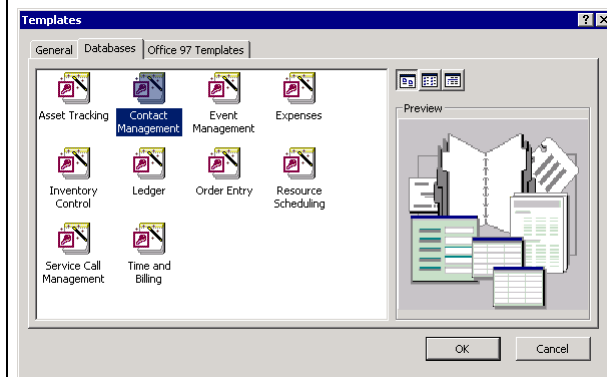 Templates
General Databases Office 97 Templates
Asset Tracking
Contact
Management
Event
Management
Expenses
Inventory
Control
Ledger
Order Entry
Resource
Scheduling
Service Call
Management
Time and
Billing
Preview
OK Cancel